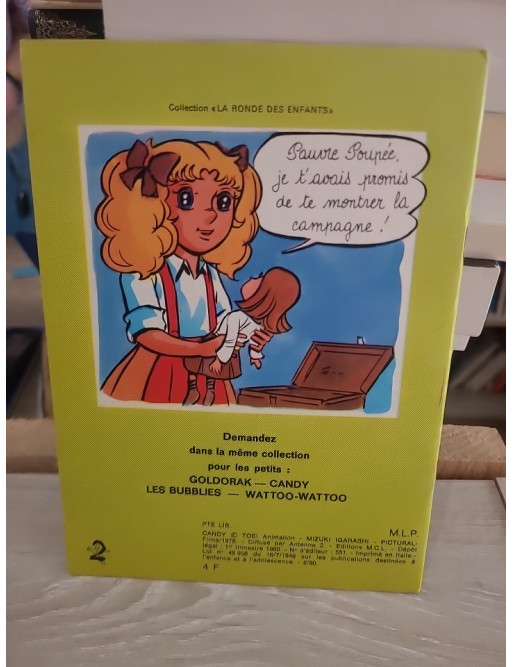 Collection «LA RONDE DES ENFANTS»
Pauvre Poupée,
je t'avais promis
de te montrer la
campagne !
Demandez
dans la même collection
pour les petits :
GOLDORAK — CANDY
LES BUBBLIES — WATTOO-WATTOO
PTE LIB.
M.L.P.
CANDY © TOEI Animation - MIZUKI IGARASHI - PICTURAL-
Films/1978. - Diffusé par Antenne 2. - Editions M.C.L. - Dépôt
légal : 1er trimestre 1980 - N° d'éditeur : 351. - Imprimé en Italie -
Loi n° 49.956 du 16/7/1949 sur les publications destinées à
l'enfance et à l'adolescence. - 2/80.
4 F
2